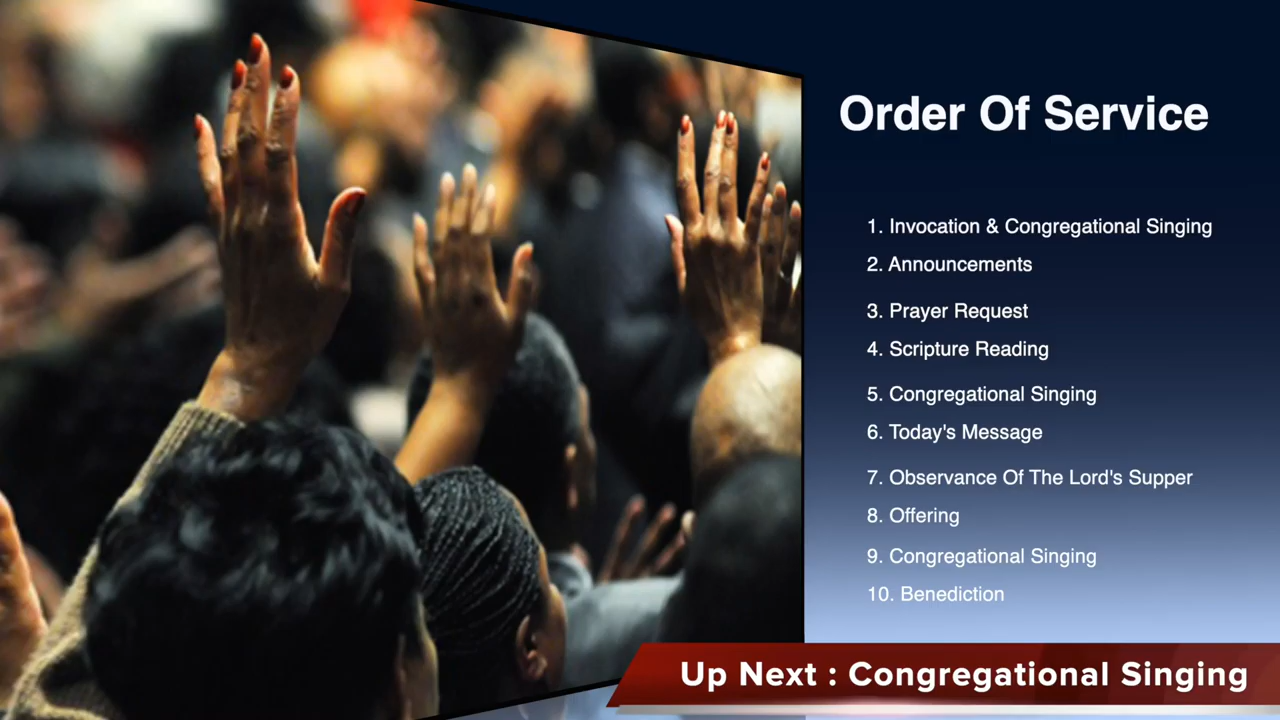 Order Of Service
1. Invocation & Congregational Singing
2. Announcements
3. Prayer Request
4. Scripture Reading
5. Congregational Singing
6. Today's Message
7. Observance Of The Lord's Supper
8. Offering
9. Congregational Singing
10. Benediction
Up Next : Congregational Singing